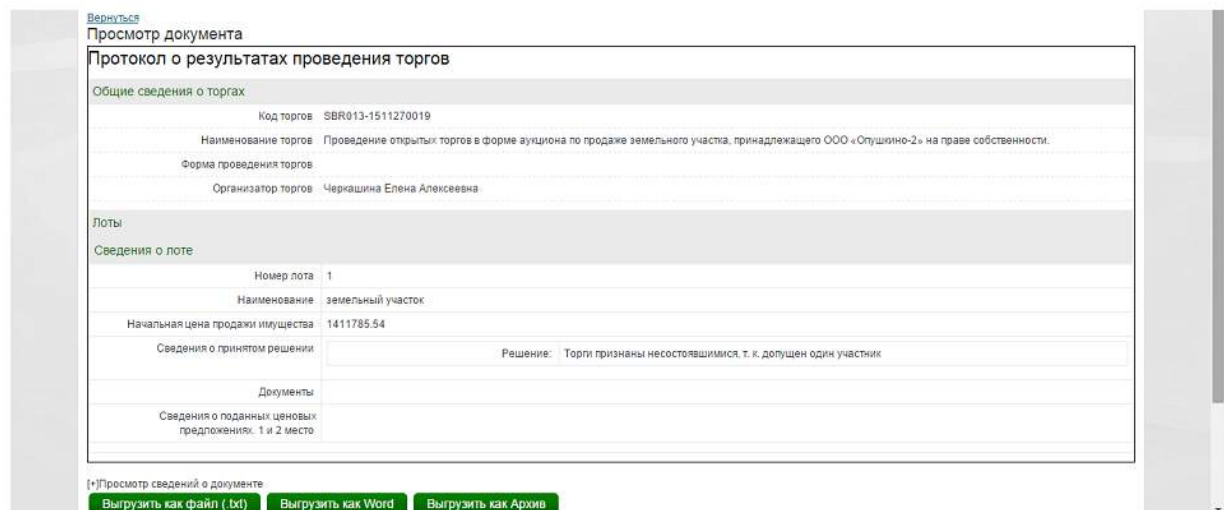 Вернуться
Просмотр документа
Протокол о результатах проведения торгов
Общие сведения о торгах
Код торгов SBR013-1511270019
Наименование торгов Проведение открытых торгов в форме аукциона по продаже земельного участка, принадлежащего ООО «Опушкино-2» на праве собственности.
Форма проведения торгов
Организатор торгов Черкашина Елена Алексеевна
Лоты
Сведения о лоте
Номер лота 1
Наименование земельный участок
Начальная цена продажи имущества 1411785.54
Сведения о принятом решении Решение: Торги признаны несостоявшимися, т. к. допущен один участник
Документы
Сведения о поданных ценовых
предложениях. 1 и 2 место
[+]Просмотр сведений о документе
Выгрузить как файл (.txt) Выгрузить как Word Выгрузить как Архив